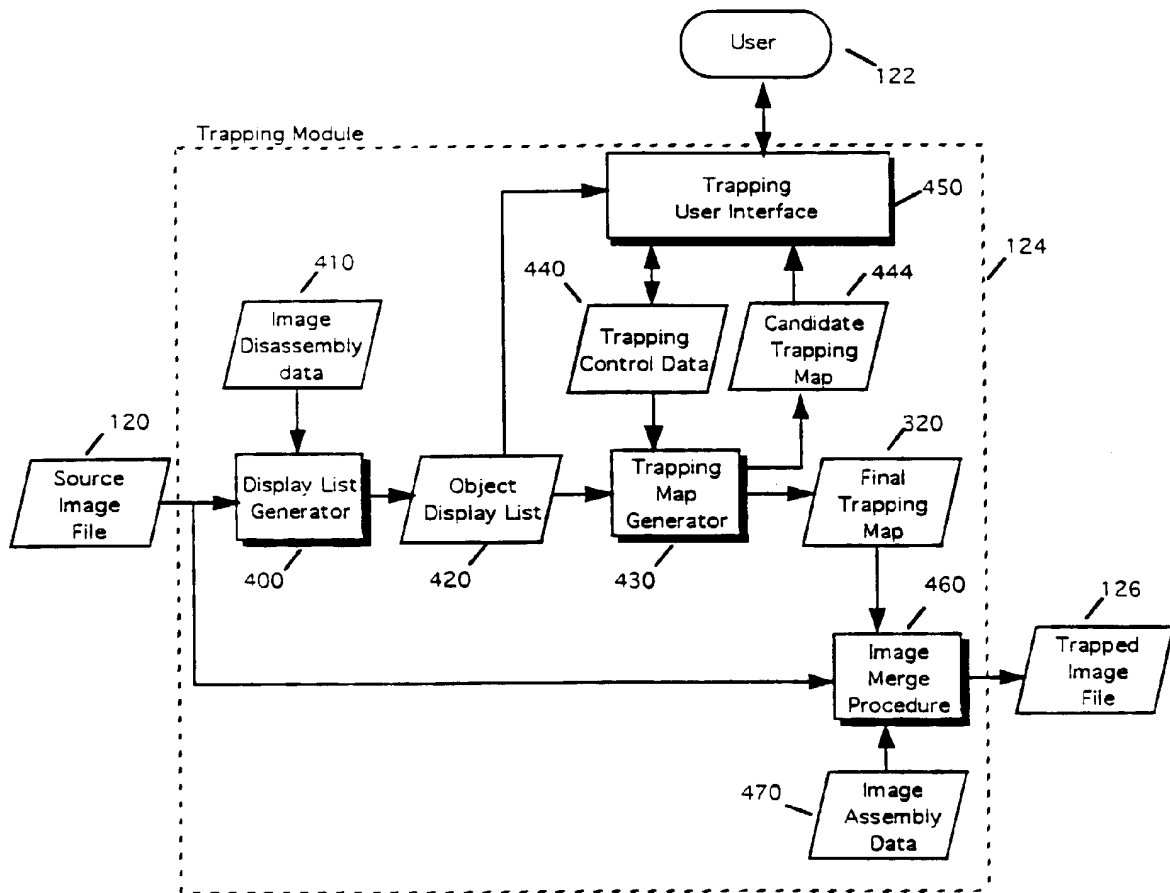 User
122
Trapping Module
Trapping
User Interface
450
124
410
440
444
Image
Disassembly
data
Trapping
Control Data
Candidate
Trapping
Map
120
320
Source
Image
File
Display List
Generator
Object
Display List
Trapping
Map
Generator
Final
Trapping
Map
400
420
430
460
126
Image
Merge
Procedure
Trapped
Image
File
470
Image
Assembly
Data